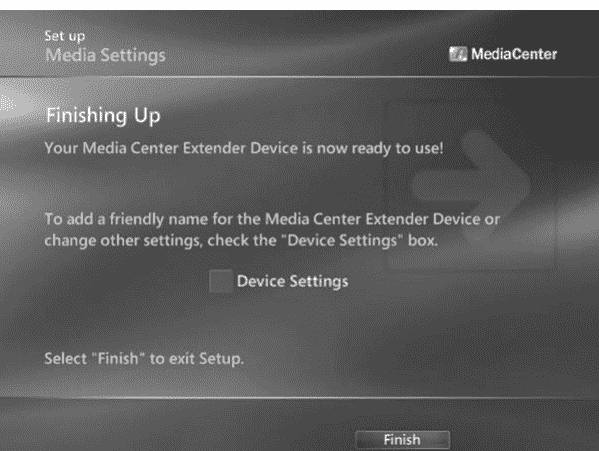 Set up
Media Settings
MediaCenter
Finishing Up
Your Media Center Extender Device is now ready to use!
To add a friendly name for the Media Center Extender Device or
change other settings, check the "Device Settings" box.
Device Settings
Select "Finish" to exit Setup.
Finish